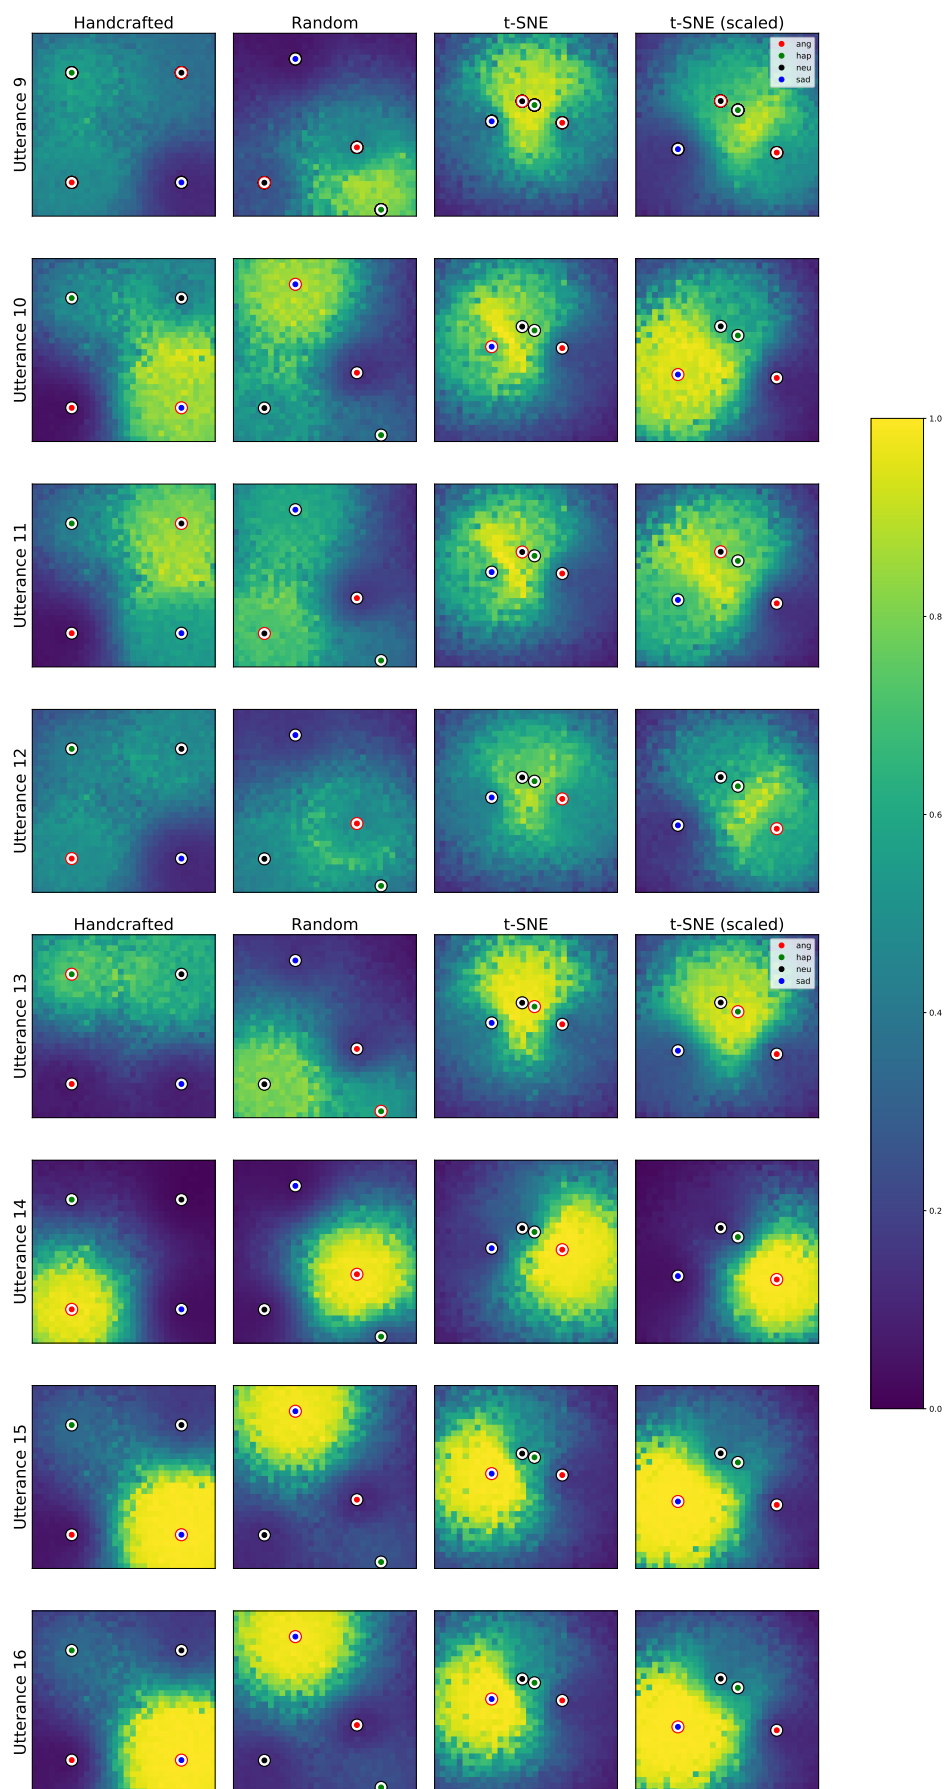 Handcrafted Random t-SNE t-SNE (scaled)
ang
hap
neu
sad
Utterance 9
Utterance 10
1.0
Utterance 11
0.8
Utterance 12
0.6
Handcrafted Random t-SNE t-SNE (scaled)
ang
hap
neu
sad
Utterance 13
0.4
Utterance 14
0.2
0.0
Utterance 15
Utterance 16